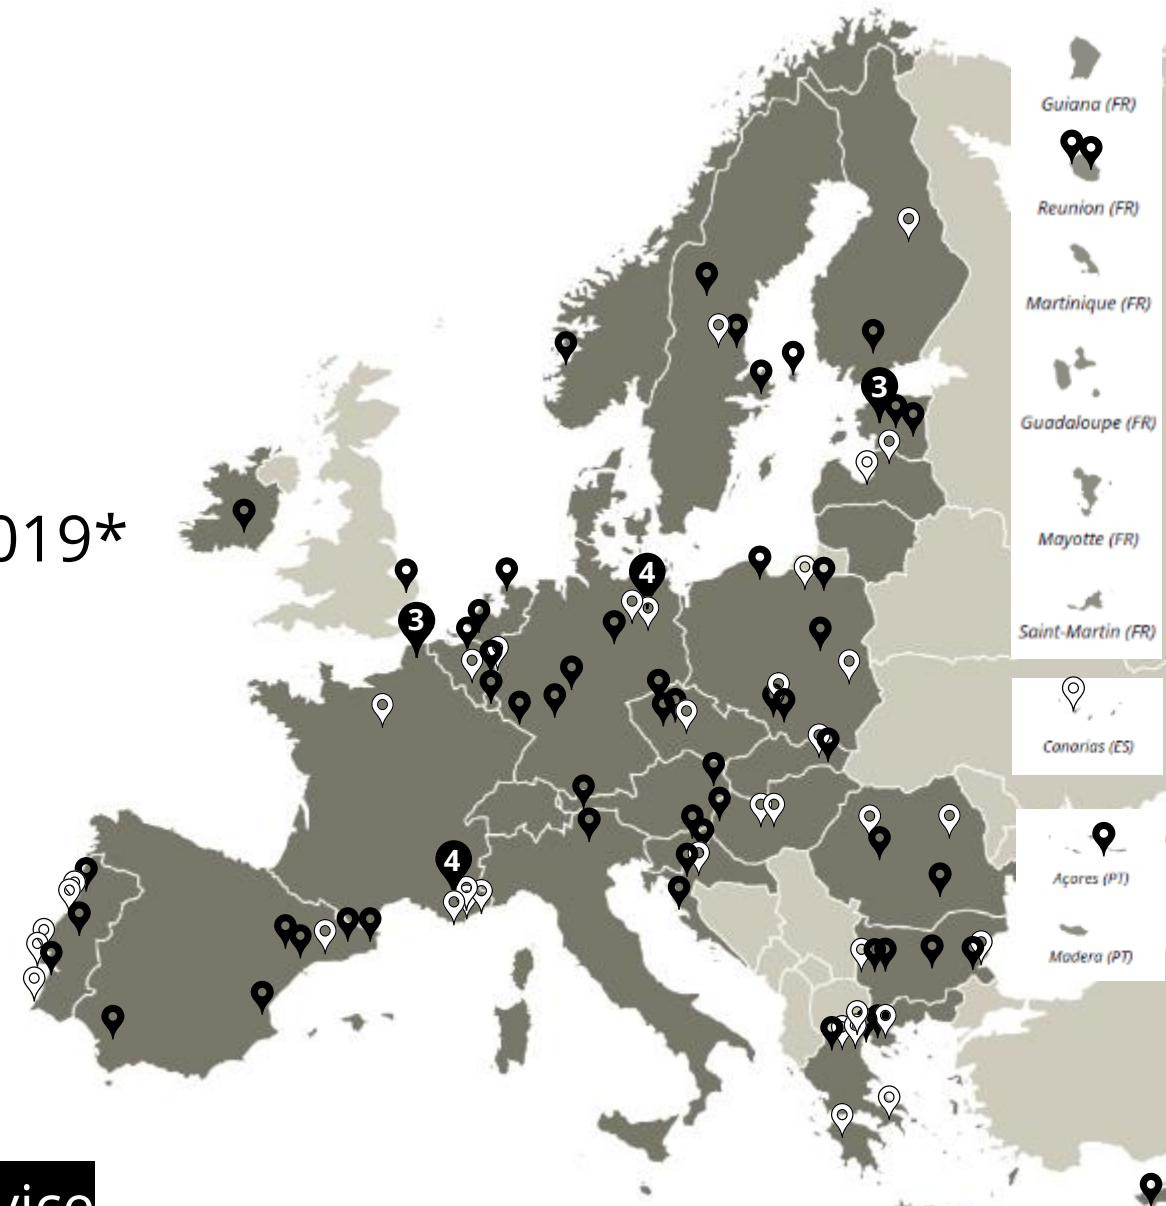 Guiana (FR)
Reunion (FR)
Martinique (FR)
3
Guadaloupe (FR)
019*
Mayotte (FR)
4
3
Saint-Martin (FR)
Canarias (ES)
4
Açores (PT)
Madera (PT)
vice